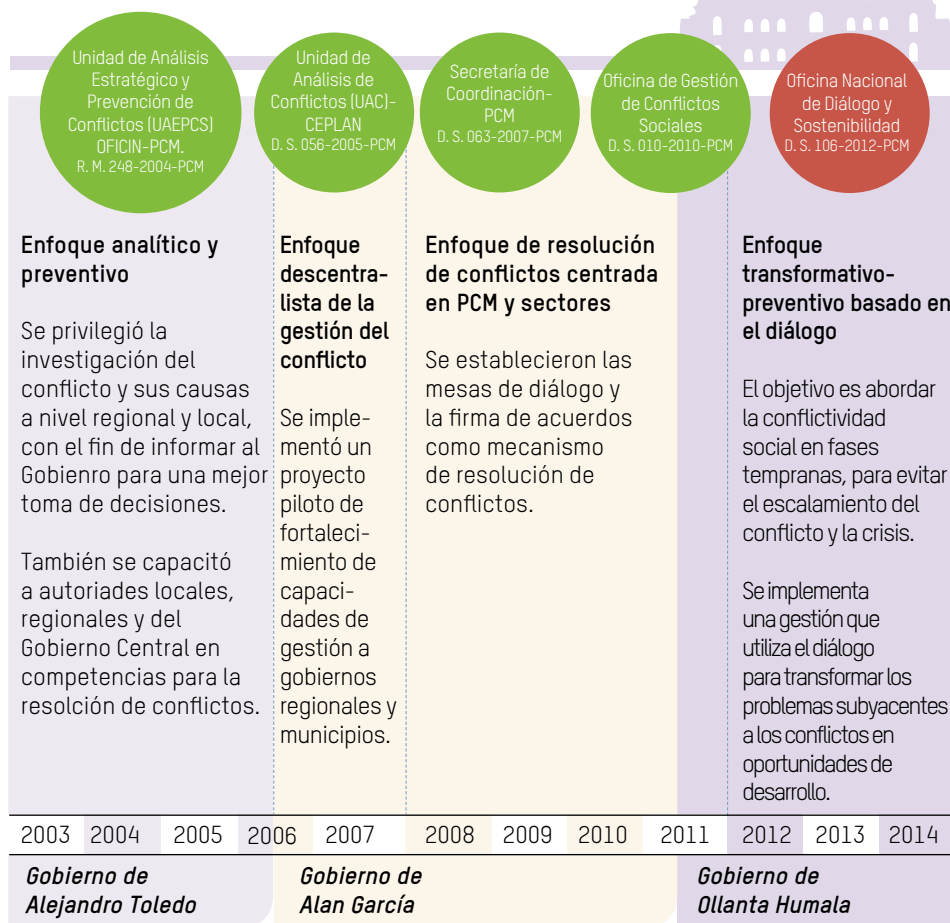 Unidad de Análisis
Estratégico y
Prevención de
Conflictos (UAEPCS)
OFICIN-PCM.
R. M. 248-2004-PCM
Unidad de
Análisis de
Conflictos (UAC)-
CEPLAN
D. S. 056-2005-PCM
Secretaría de
Coordinación-
PCM
D. S. 063-2007-PCM
Oficina de Gestión
de Conflictos
Sociales
D. S. 010-2010-PCM
Oficina Nacional
de Diálogo y
Sostenibilidad
D. S. 106-2012-PCM
Enfoque analítico y
preventivo
Se privilegió la
investigación del
conflicto y sus causas
a nivel regional y local,
con el fin de informar al
Gobienro para una mejor
toma de decisiones.
También se capacitó
a autoriades locales,
regionales y del
Gobierno Central en
competencias para la
resolción de conflictos.
Enfoque
descentra-
lista de la
gestión del
conflicto
Se imple-
mentó un
proyecto
piloto de
fortaleci-
miento de
capaci-
dades de
gestión a
gobiernos
regionales y
municipios.
Enfoque de resolución
de conflictos centrada
en PCM y sectores
Se establecieron las
mesas de diálogo y
la firma de acuerdos
como mecanismo
de resolución de
conflictos.
Enfoque
transformativo-
preventivo basado en
el diálogo
El objetivo es abordar
la conflictividad
social en fases
tempranas, para evitar
el escalamiento del
conflicto y la crisis.
Se implementa
una gestión que
utiliza el diálogo
para transformar los
problemas subyacentes
a los conflictos en
oportunidades de
desarrollo.
2003 2004 2005 2006 2007 2008 2009 2010 2011 2012 2013 2014
Gobierno de
Alejandro Toledo
Gobierno de
Alan García
Gobierno de
Ollanta Humala